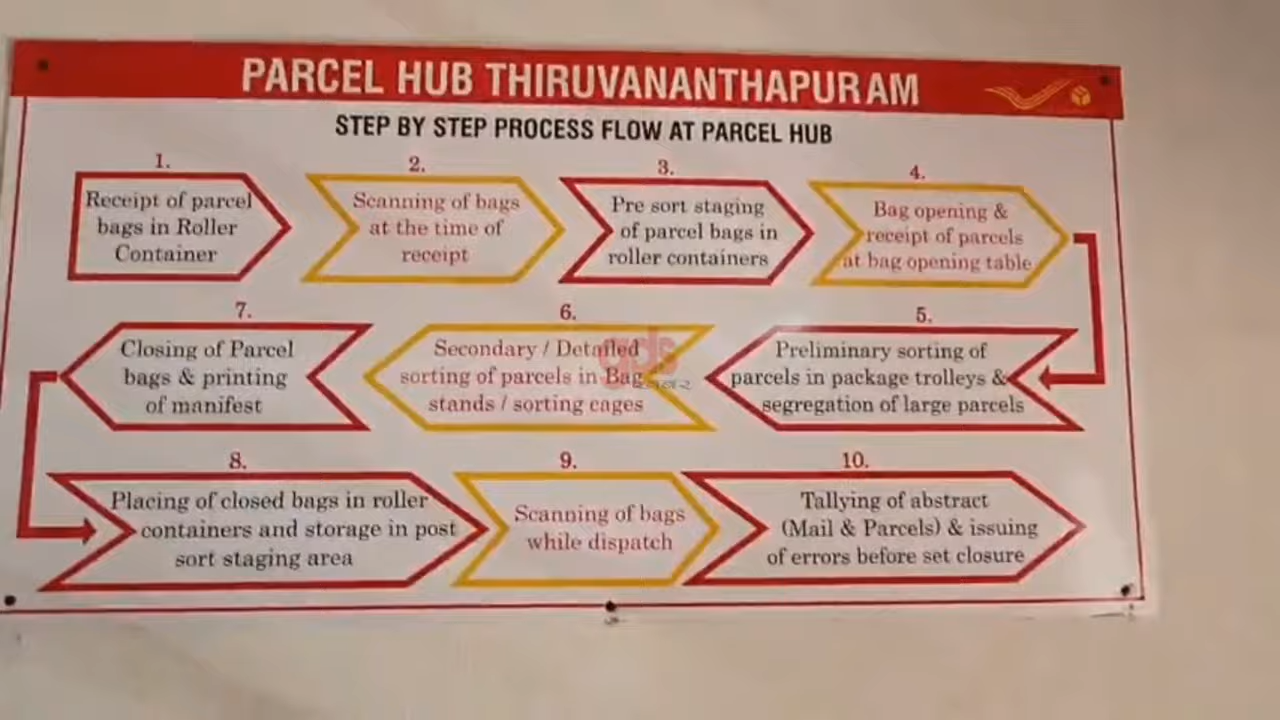 PARCEL HUB THIRUVANANTHAPURAM
STEP BY STEP PROCESS FLOW AT PARCEL HUB
1.
Receipt of parcel
bags in Roller
Container
2.
Scanning of bags
at the time of
receipt
3.
Pre sort staging
of parcel bags in
roller containers
4.
Bag opening &
receipt of parcels
at bag opening table
5.
Preliminary sorting of
parcels in package trolleys &
segregation of large parcels
6.
Secondary / Detailed
sorting of parcels in Bag
stands / sorting cages
gds
7.
Closing of Parcel
bags & printing
of manifest
8.
Placing of closed bags in roller
containers and storage in post
sort staging area
9.
Scanning of bags
while dispatch
10.
Tallying of abstract
(Mail & Parcels) & issuing
of errors before set closure